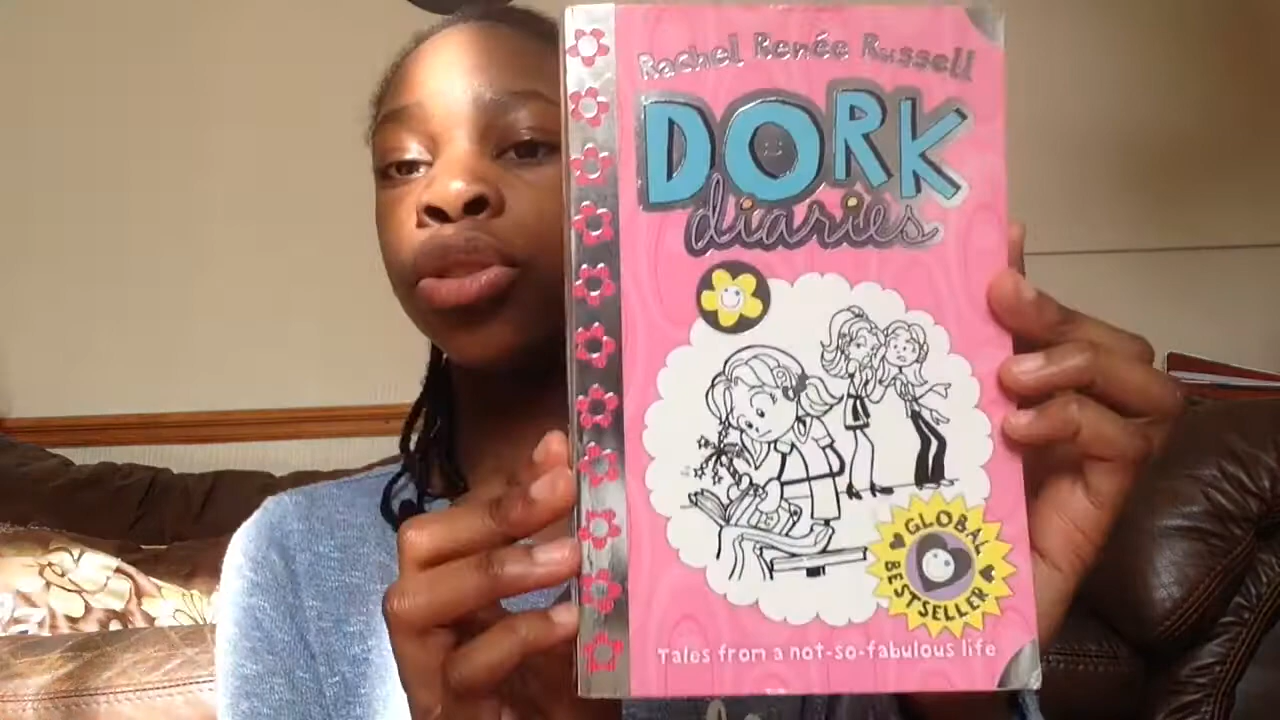 Rachel Renée Russell
DORK
diaries
GLOBAL
BESTSELLER
Tales from a not-so-fabulous life